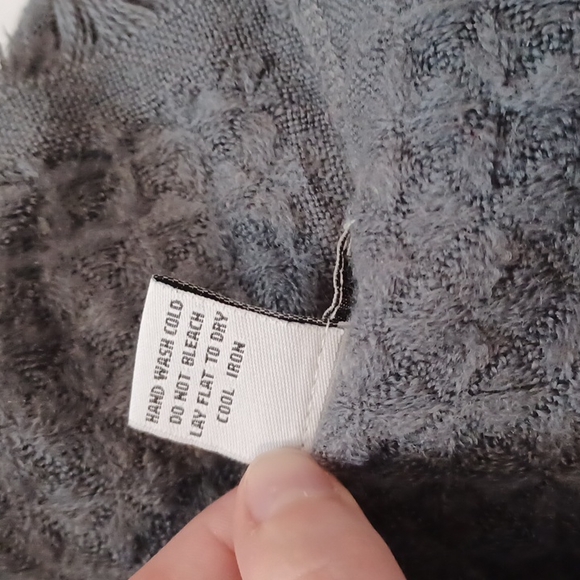 HAND WASH COLD
DO NOT BLEACH
LAY FLAT TO DRY
COOL IRON